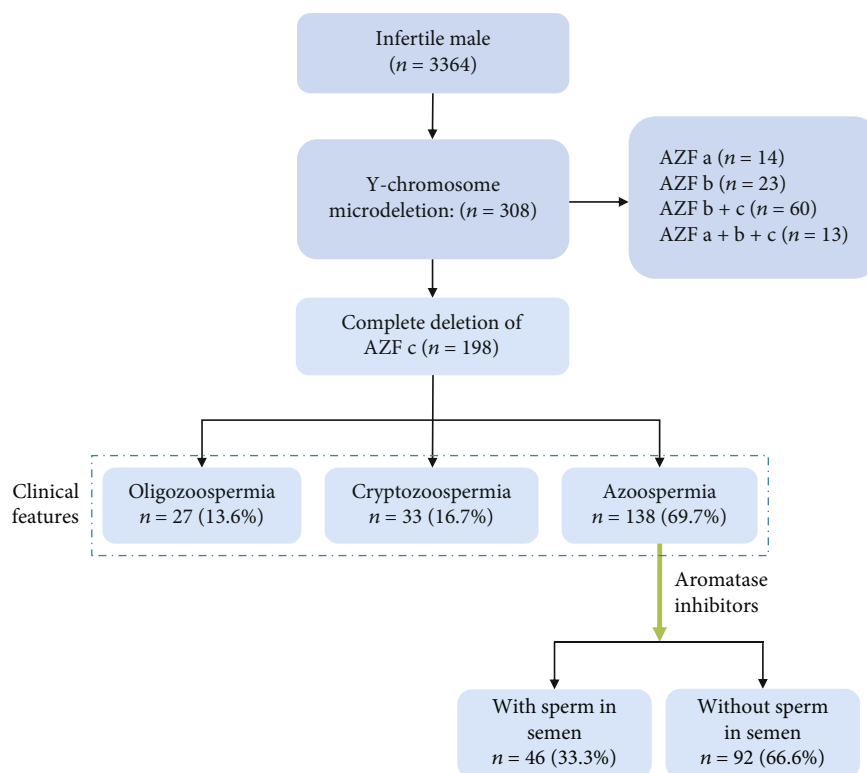 Infertile male
(n = 3364)
Y-chromosome
microdeletion: (n = 308)
AZF a (n = 14)
AZF b (n = 23)
AZF b + c (n = 60)
AZF a + b + c (n = 13)
Complete deletion of
AZF c (n = 198)
Clinical
features
Oligozoospermia
n = 27 (13.6%)
Cryptozoospermia
n = 33 (16.7%)
Azoospermia
n = 138 (69.7%)
Aromatase
inhibitors
With sperm in
semen
n = 46 (33.3%)
Without sperm
in semen
n = 92 (66.6%)